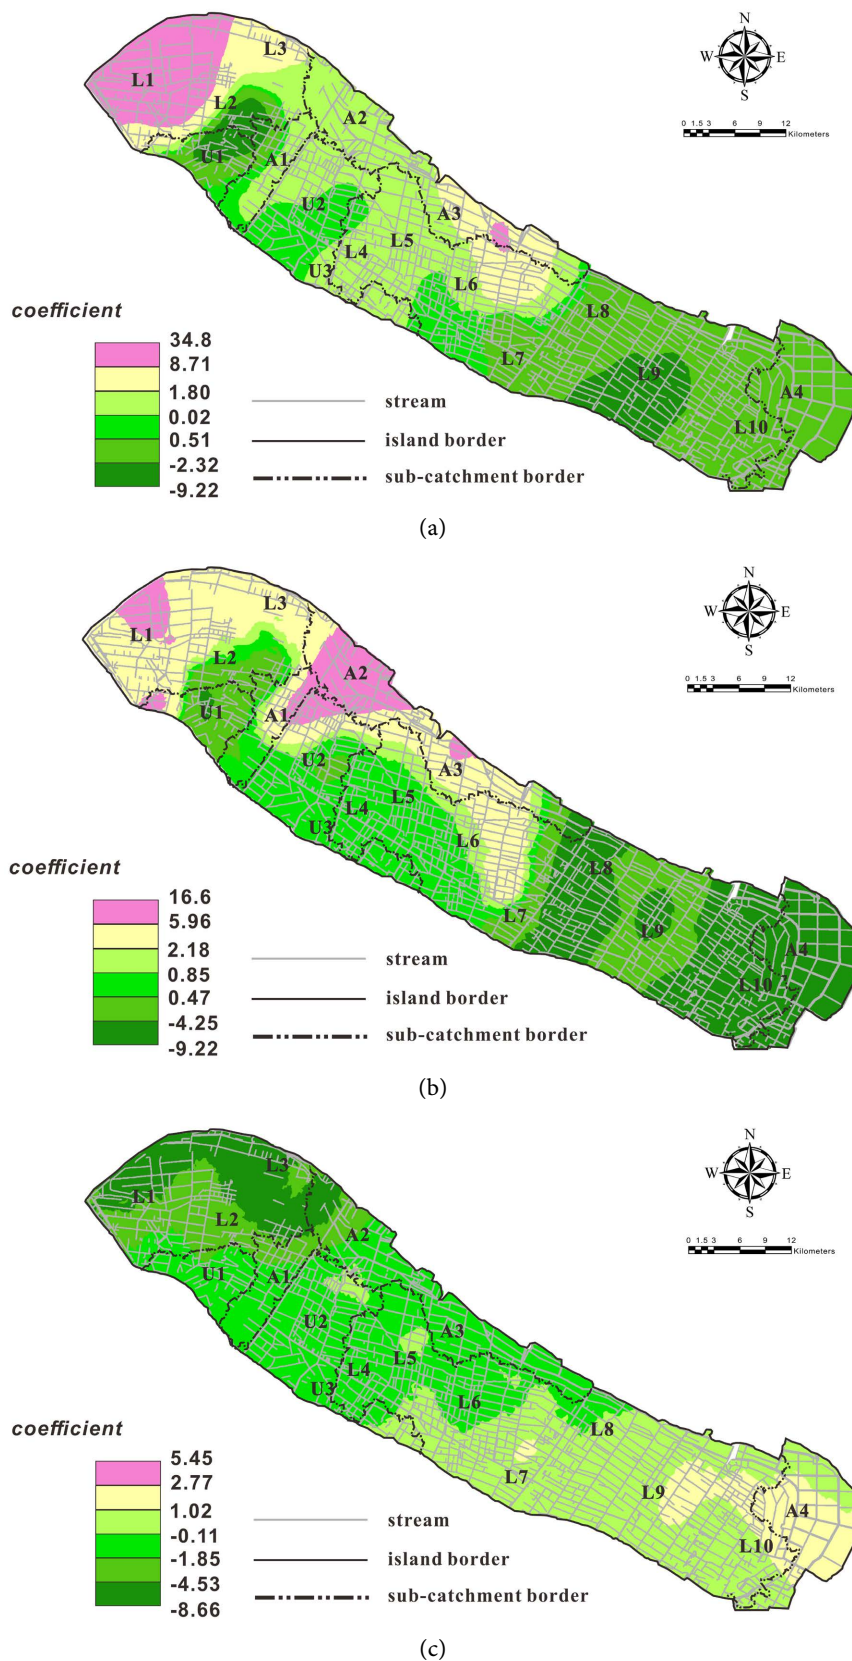 N
W E
S
0 1.5 3 6 9 12
Kilometers
L1
L3
L2
A2
U1
A1
U2
A3
L5
L4
U3
L6
L8
L7
L9
A4
L10
coefficient
34.8
8.71
1.80
0.02
0.51
-2.32
-9.22
stream
island border
sub-catchment border
(a)
N
W E
S
0 1.5 3 6 9 12
Kilometers
L3
L1
L2
A2
U1
A1
U2
A3
L5
L4
U3
L6
L8
L7
L9
A4
L10
coefficient
16.6
5.96
2.18
0.85
0.47
-4.25
-9.22
stream
island border
sub-catchment border
(b)
N
W E
S
0 1.5 3 6 9 12
Kilometers
L3
L1
L2
A2
U1
A1
U2
A3
L5
L4
U3
L6
L8
L7
L9
A4
L10
coefficient
5.45
2.77
1.02
-0.11
-1.85
-4.53
-8.66
stream
island border
sub-catchment border
(c)